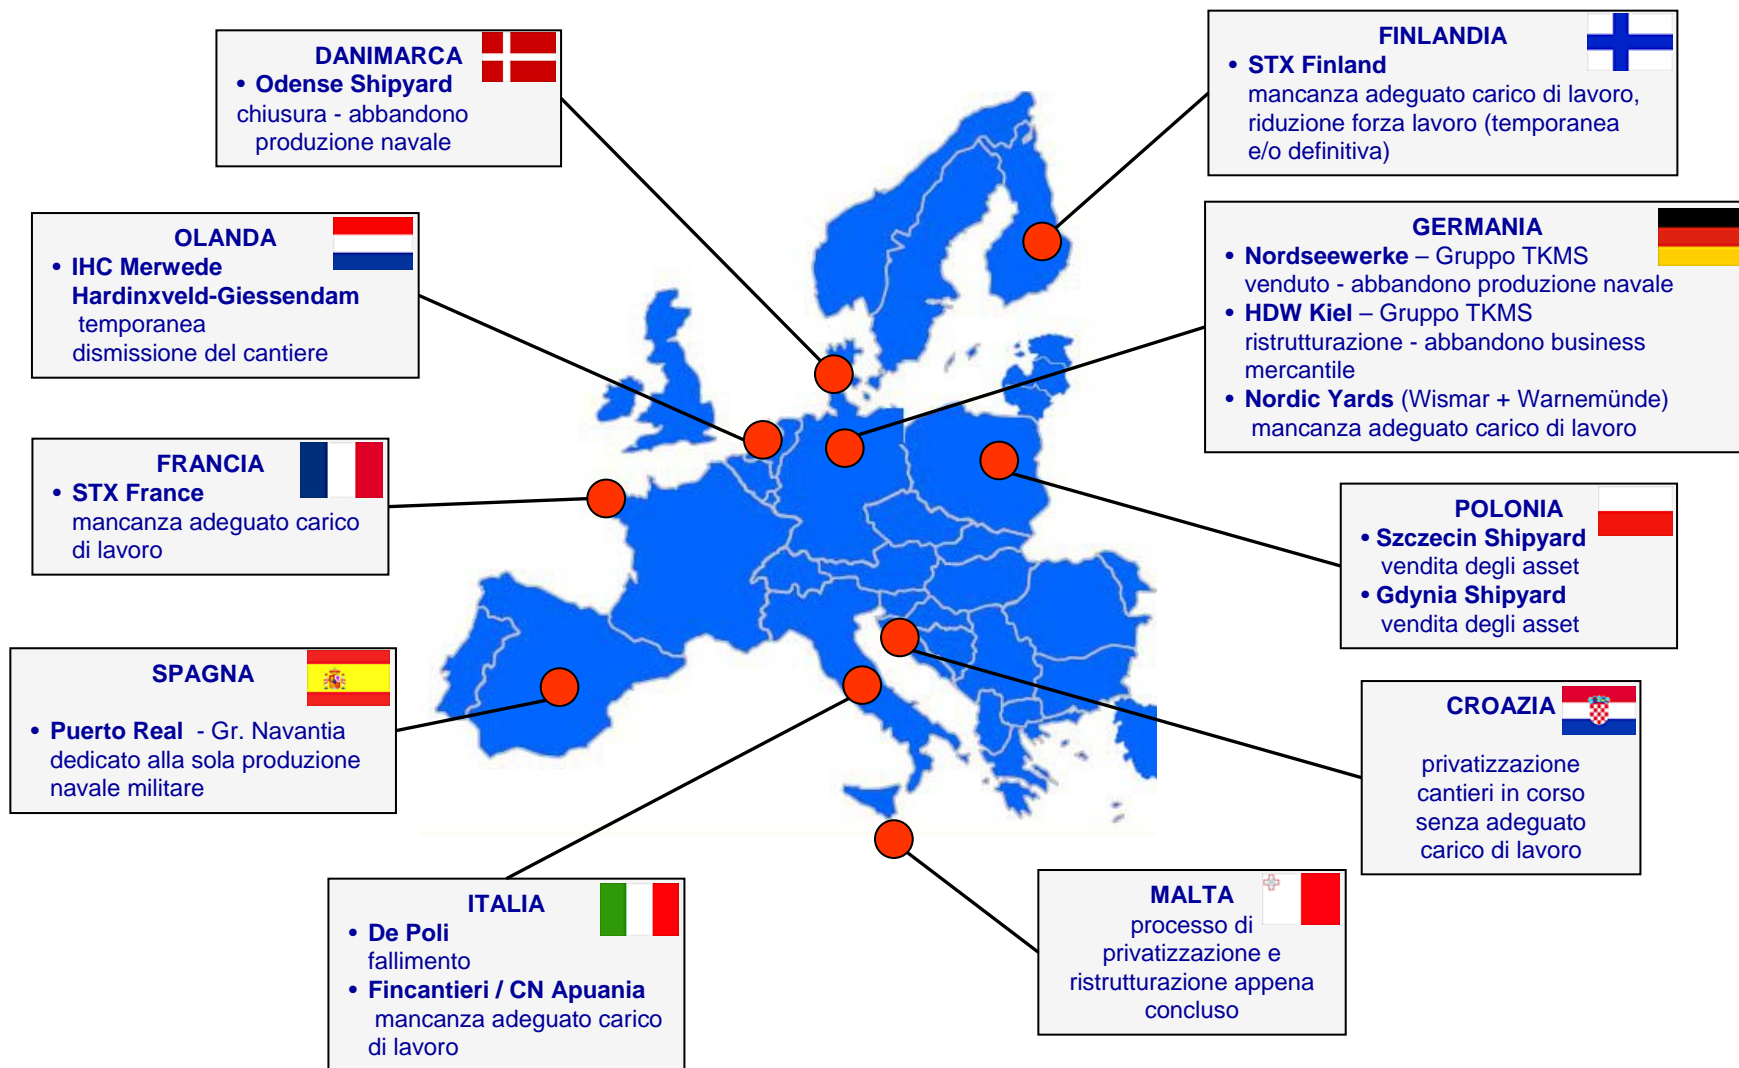 DANIMARCA
• Odense Shipyard
chiusura - abbandono
produzione navale
FINLANDIA
• STX Finland
mancanza adeguato carico di lavoro,
riduzione forza lavoro (temporanea
e/o definitiva)
OLANDA
• IHC Merwede
Hardinxveld-Giessendam
temporanea
dismissione del cantiere
GERMANIA
• Nordseewerke – Gruppo TKMS
venduto - abbandono produzione navale
• HDW Kiel – Gruppo TKMS
ristrutturazione - abbandono business
mercantile
• Nordic Yards (Wismar + Warnemünde)
mancanza adeguato carico di lavoro
FRANCIA
• STX France
mancanza adeguato carico
di lavoro
POLONIA
• Szczecin Shipyard
vendita degli asset
• Gdynia Shipyard
vendita degli asset
SPAGNA
• Puerto Real - Gr. Navantia
dedicato alla sola produzione
navale militare
CROAZIA
privatizzazione
cantieri in corso
senza adeguato
carico di lavoro
ITALIA
• De Poli
fallimento
• Fincantieri / CN Apuania
mancanza adeguato carico
di lavoro
MALTA
processo di
privatizzazione e
ristrutturazione appena
concluso